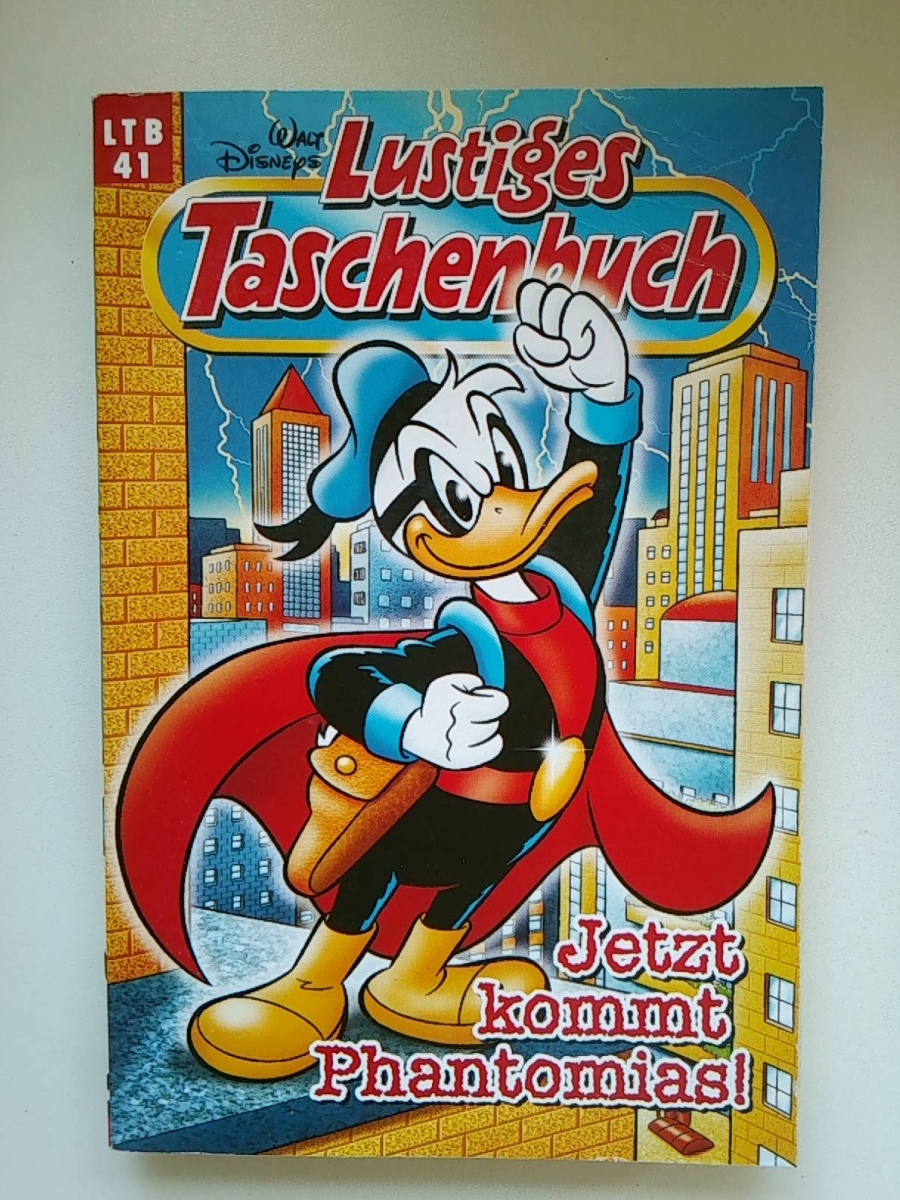 LTB
41
WALT
DISNEYS
Lustiges
Taschenbuch
Jetzt
kommt
Phantomias!